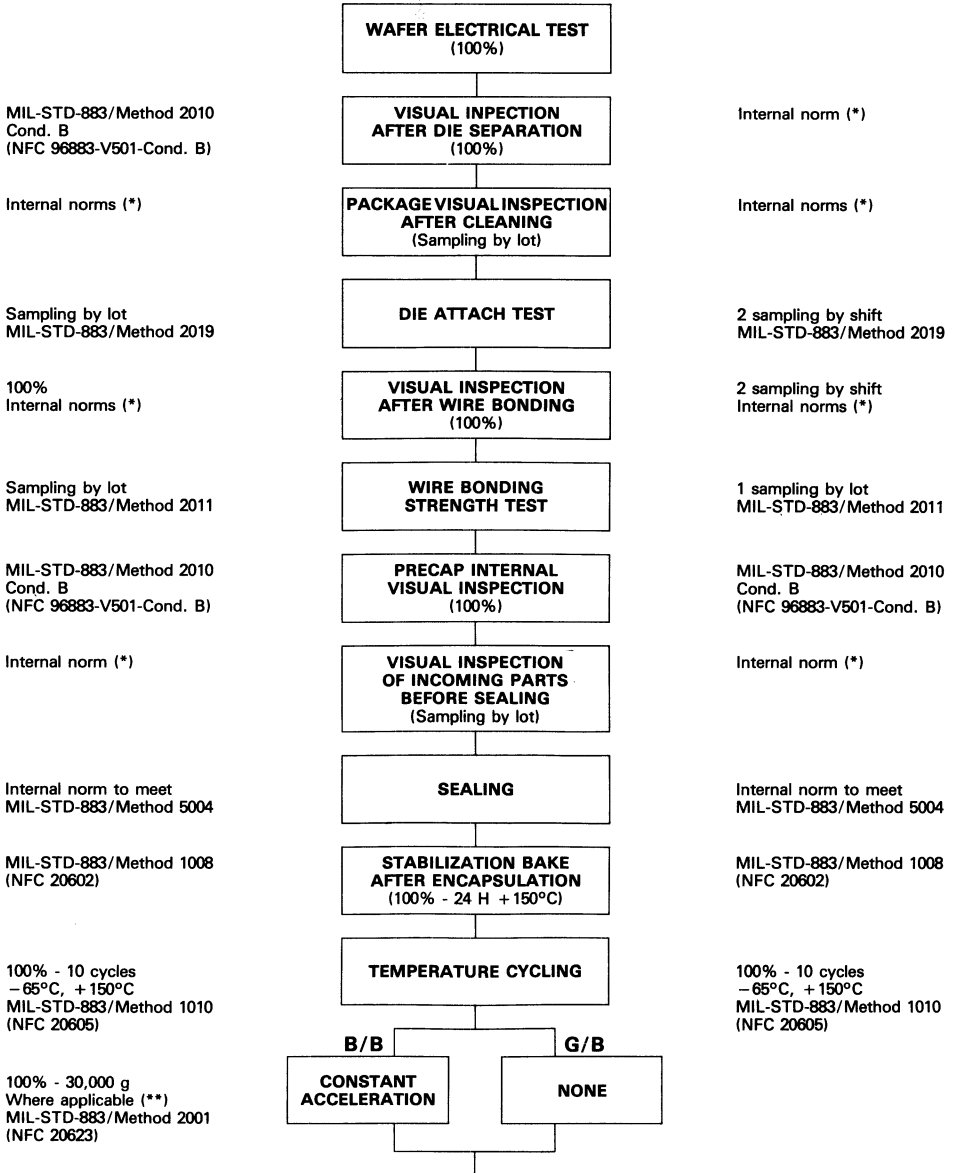 WAFER ELECTRICAL TEST
(100%)
MIL-STD-883/Method 2010
Cond. B
(NFC 96883-V501-Cond. B)
VISUAL INPECTION
AFTER DIE SEPARATION
(100%)
Internal norm (*)
Internal norms (*)
PACKAGE VISUAL INSPECTION
AFTER CLEANING
(Sampling by lot)
Internal norms (*)
Sampling by lot
MIL-STD-883/Method 2019
DIE ATTACH TEST
2 sampling by shift
MIL-STD-883/Method 2019
100%
Internal norms (*)
VISUAL INSPECTION
AFTER WIRE BONDING
(100%)
2 sampling by shift
Internal norms (*)
Sampling by lot
MIL-STD-883/Method 2011
WIRE BONDING
STRENGTH TEST
1 sampling by lot
MIL-STD-883/Method 2011
MIL-STD-883/Method 2010
Cond. B
(NFC 96883-V501-Cond. B)
PRECAP INTERNAL
VISUAL INSPECTION
(100%)
MIL-STD-883/Method 2010
Cond. B
(NFC 96883-V501-Cond. B)
Internal norm (*)
VISUAL INSPECTION
OF INCOMING PARTS
BEFORE SEALING
(Sampling by lot)
Internal norm (*)
Internal norm to meet
MIL-STD-883/Method 5004
SEALING
Internal norm to meet
MIL-STD-883/Method 5004
MIL-STD-883/Method 1008
(NFC 20602)
STABILIZATION BAKE
AFTER ENCAPSULATION
(100% - 24 H +150°C)
MIL-STD-883/Method 1008
(NFC 20602)
100% - 10 cycles
−65°C, +150°C
MIL-STD-883/Method 1010
(NFC 20605)
TEMPERATURE CYCLING
100% - 10 cycles
−65°C, +150°C
MIL-STD-883/Method 1010
(NFC 20605)
B/B
G/B
100% - 30,000 g
Where applicable (**)
MIL-STD-883/Method 2001
(NFC 20623)
CONSTANT
ACCELERATION
NONE